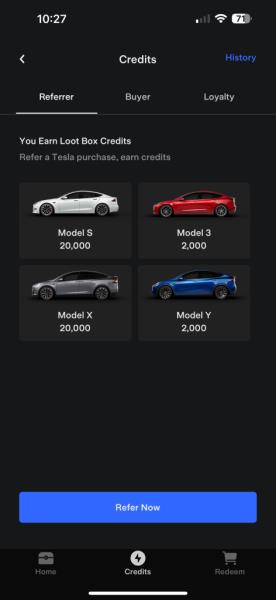 10:27
71
Credits
History
Referrer
Buyer
Loyalty
You Earn Loot Box Credits
Refer a Tesla purchase, earn credits
Model S
20,000
Model 3
2,000
Model X
20,000
Model Y
2,000
Refer Now
Home
Credits
Redeem